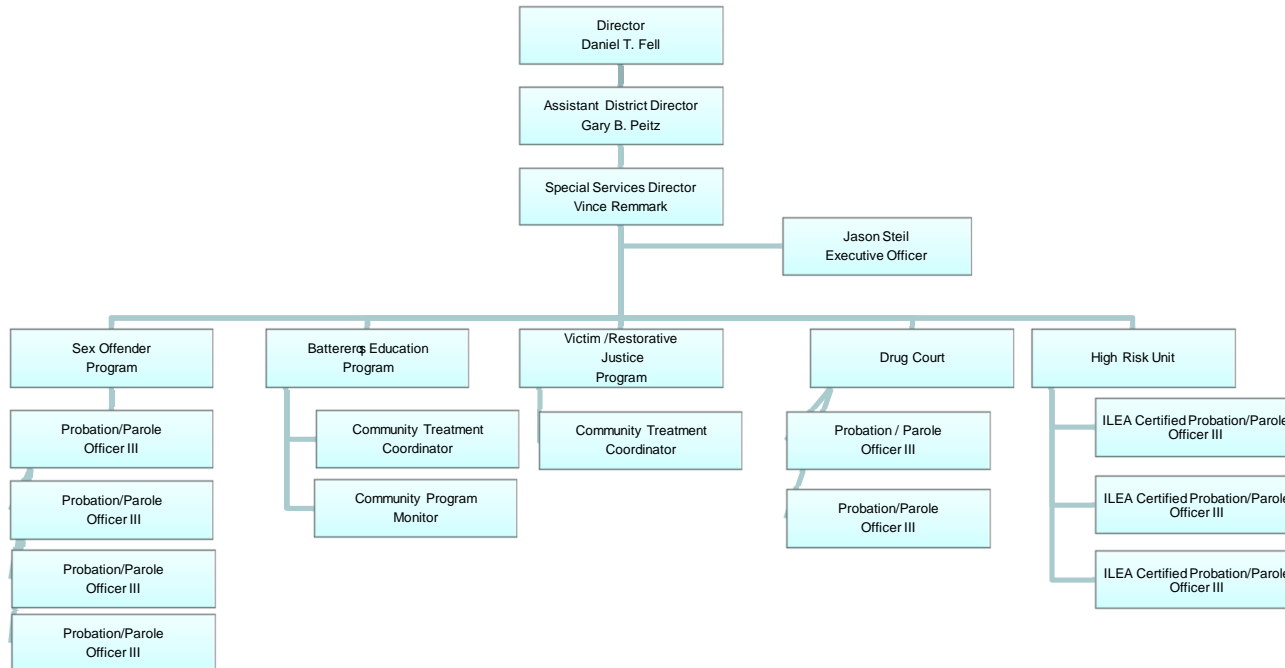 Director
Daniel T. Fell
Assistant District Director
Gary B. Peitz
Special Services Director
Vince Remmark
Jason Steil
Executive Officer
Sex Offender
Program
Batterers Education
Program
Victim /Restorative
Justice
Program
Drug Court
High Risk Unit
Probation/Parole
Officer III
Probation/Parole
Officer III
Probation/Parole
Officer III
Probation/Parole
Officer III
Community Treatment
Coordinator
Community Program
Monitor
Community Treatment
Coordinator
Probation / Parole
Officer III
Probation/Parole
Officer III
ILEA Certified Probation/Parole
Officer III
ILEA Certified Probation/Parole
Officer III
ILEA Certified Probation/Parole
Officer III